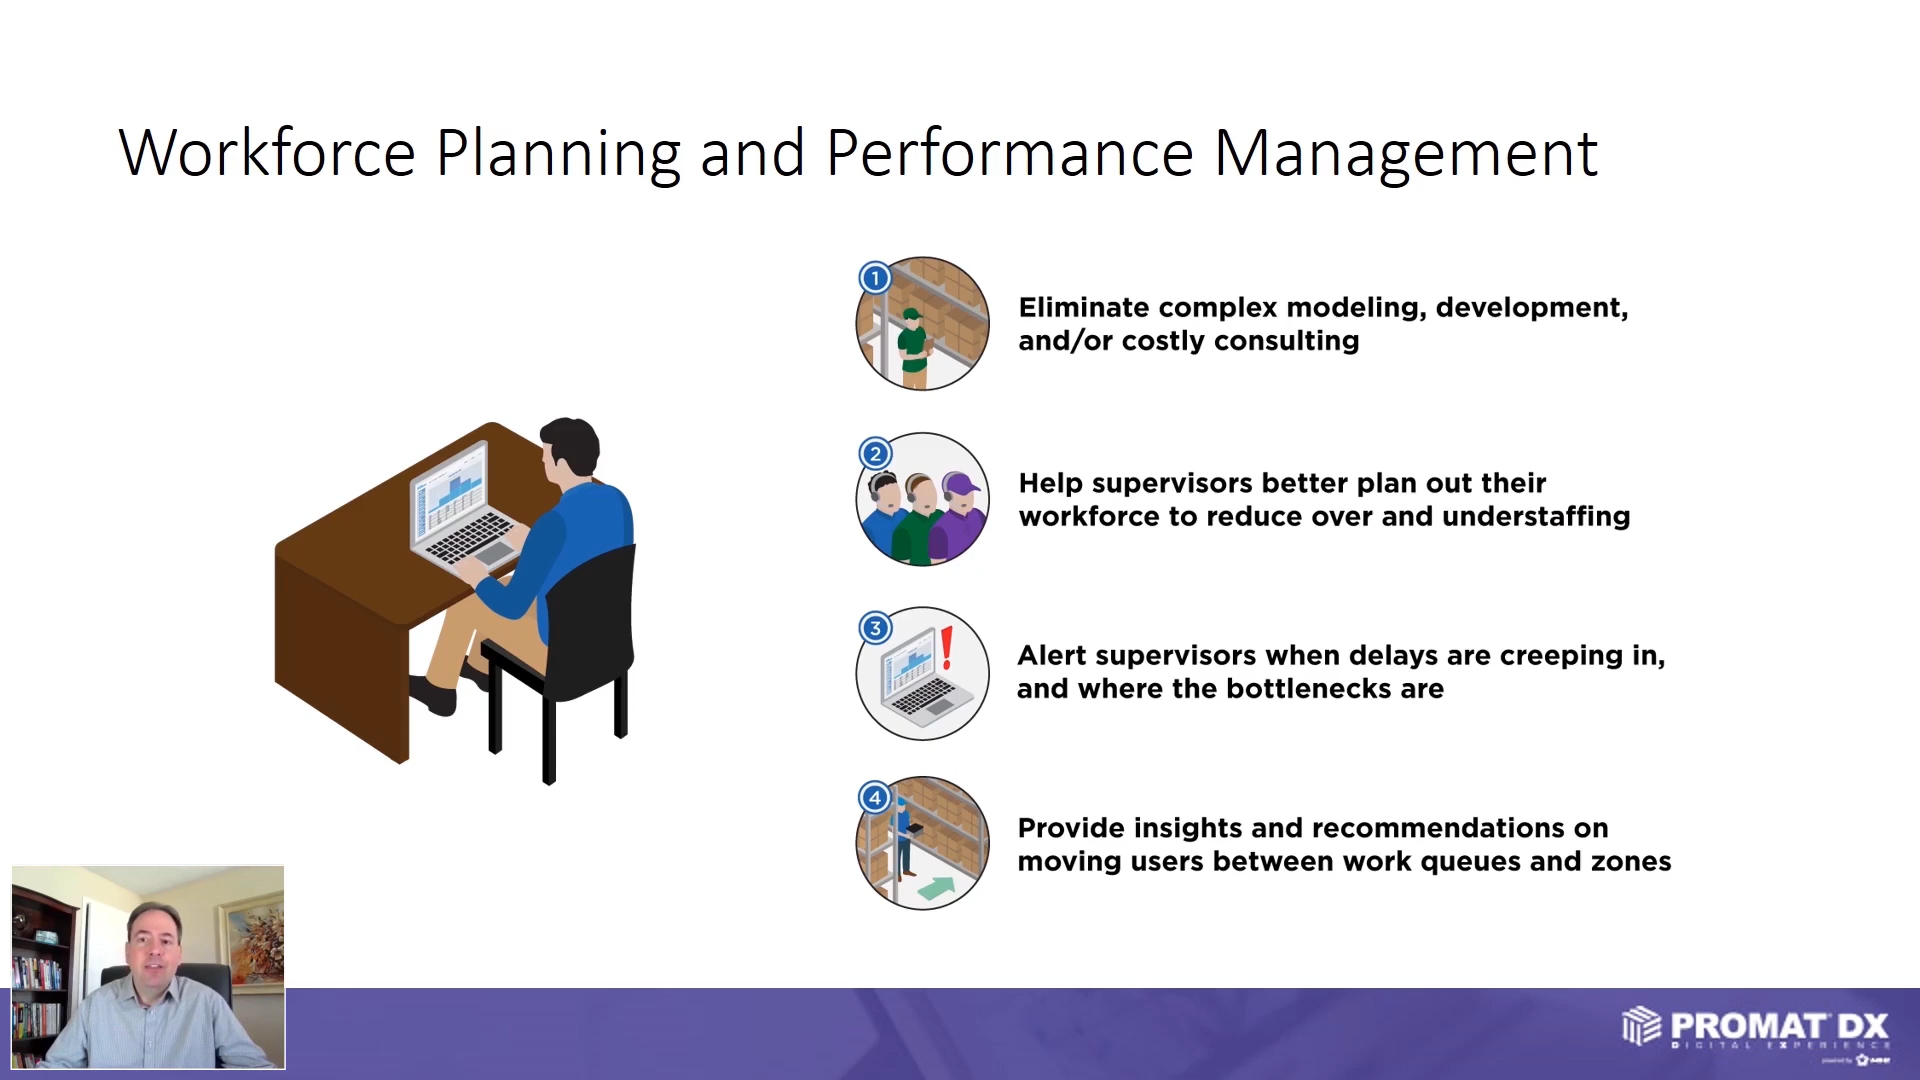 Workforce Planning and Performance Management
1
Eliminate complex modeling, development,
and/or costly consulting
2
Help supervisors better plan out their
workforce to reduce over and understaffing
3
Alert supervisors when delays are creeping in,
and where the bottlenecks are
4
Provide insights and recommendations on
moving users between work queues and zones
PROMAT DX
DIGITAL EXPERIENCE
powered by